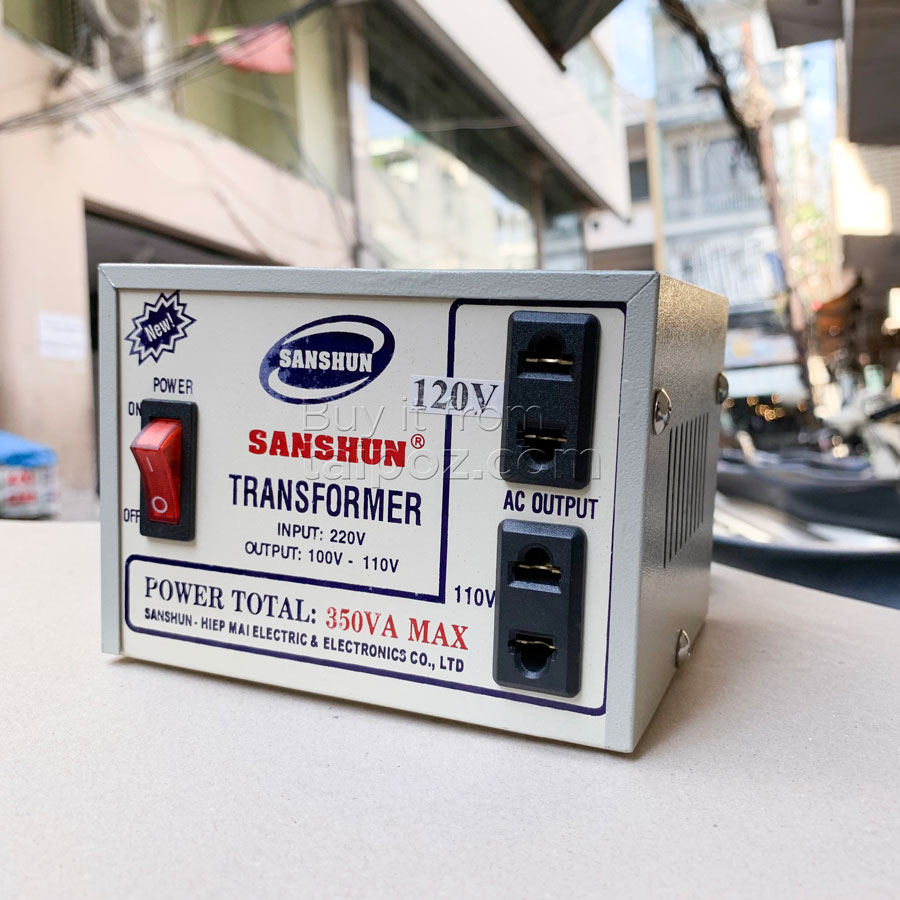 New!
POWER
ON
OFF
SANSHUN
SANSHUN®
TRANSFORMER
INPUT: 220V
OUTPUT: 100V - 110V
120V
AC OUTPUT
110V
POWER TOTAL: 350VA MAX
SANSHUN - HIEP MAI ELECTRIC & ELECTRONICS CO., LTD
Buy it from
taipoz.com